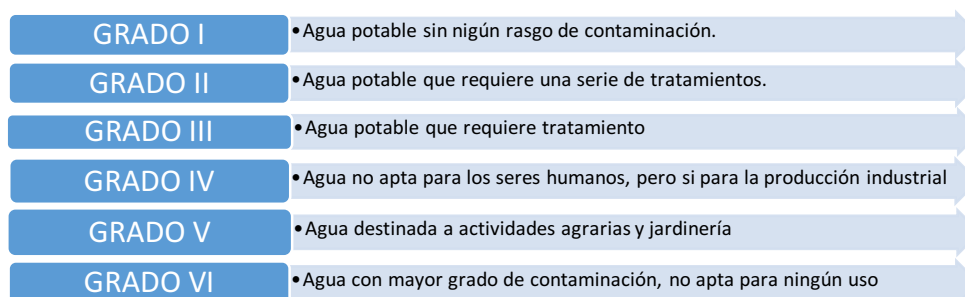 GRADO I
•Agua potable sin nigún rasgo de contaminación.
GRADO II
•Agua potable que requiere una serie de tratamientos.
GRADO III
•Agua potable que requiere tratamiento
GRADO IV
•Agua no apta para los seres humanos, pero si para la producción industrial
GRADO V
•Agua destinada a actividades agrarias y jardinería
GRADO VI
•Agua con mayor grado de contaminación, no apta para ningún uso